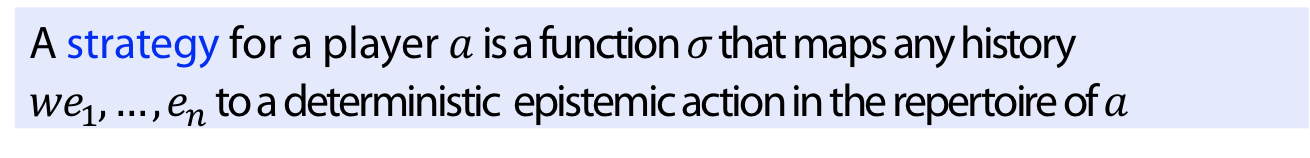 A strategy for a player a is a function σ that maps any history
we₁, …, eₙ to a deterministic epistemic action in the repertoire of a